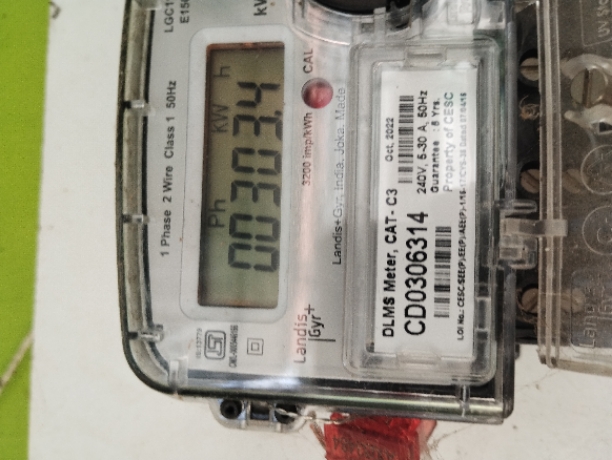 LGC1
E150
kW
1 Phase 2 Wire Class 1 50Hz
Ph kW h
003034
3200 imp/kWh CAL
Landis
Gyr+
Landis+Gyr, India, Joka, Made
DLMS Meter, CAT- C3 Oct, 2022
CD0306314
240V, 5-30 A, 50Hz
Guarantee : 5 Yrs.
Property of CESC